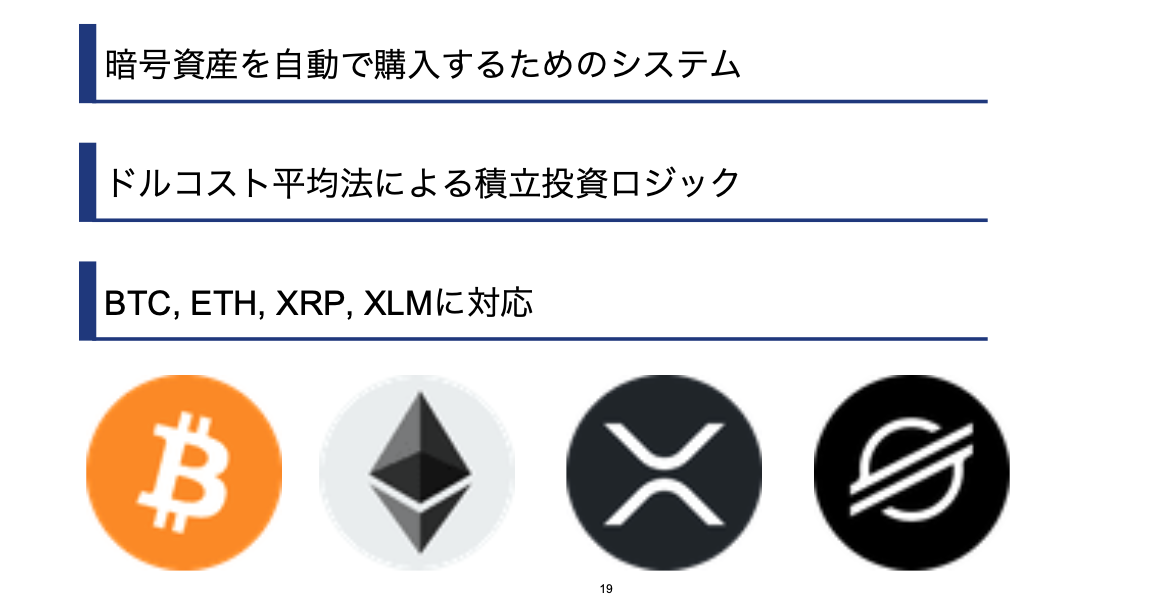 暗号資産を自動で購入するためのシステム
ドルコスト平均法による積立投資ロジック
BTC, ETH, XRP, XLMに対応
19